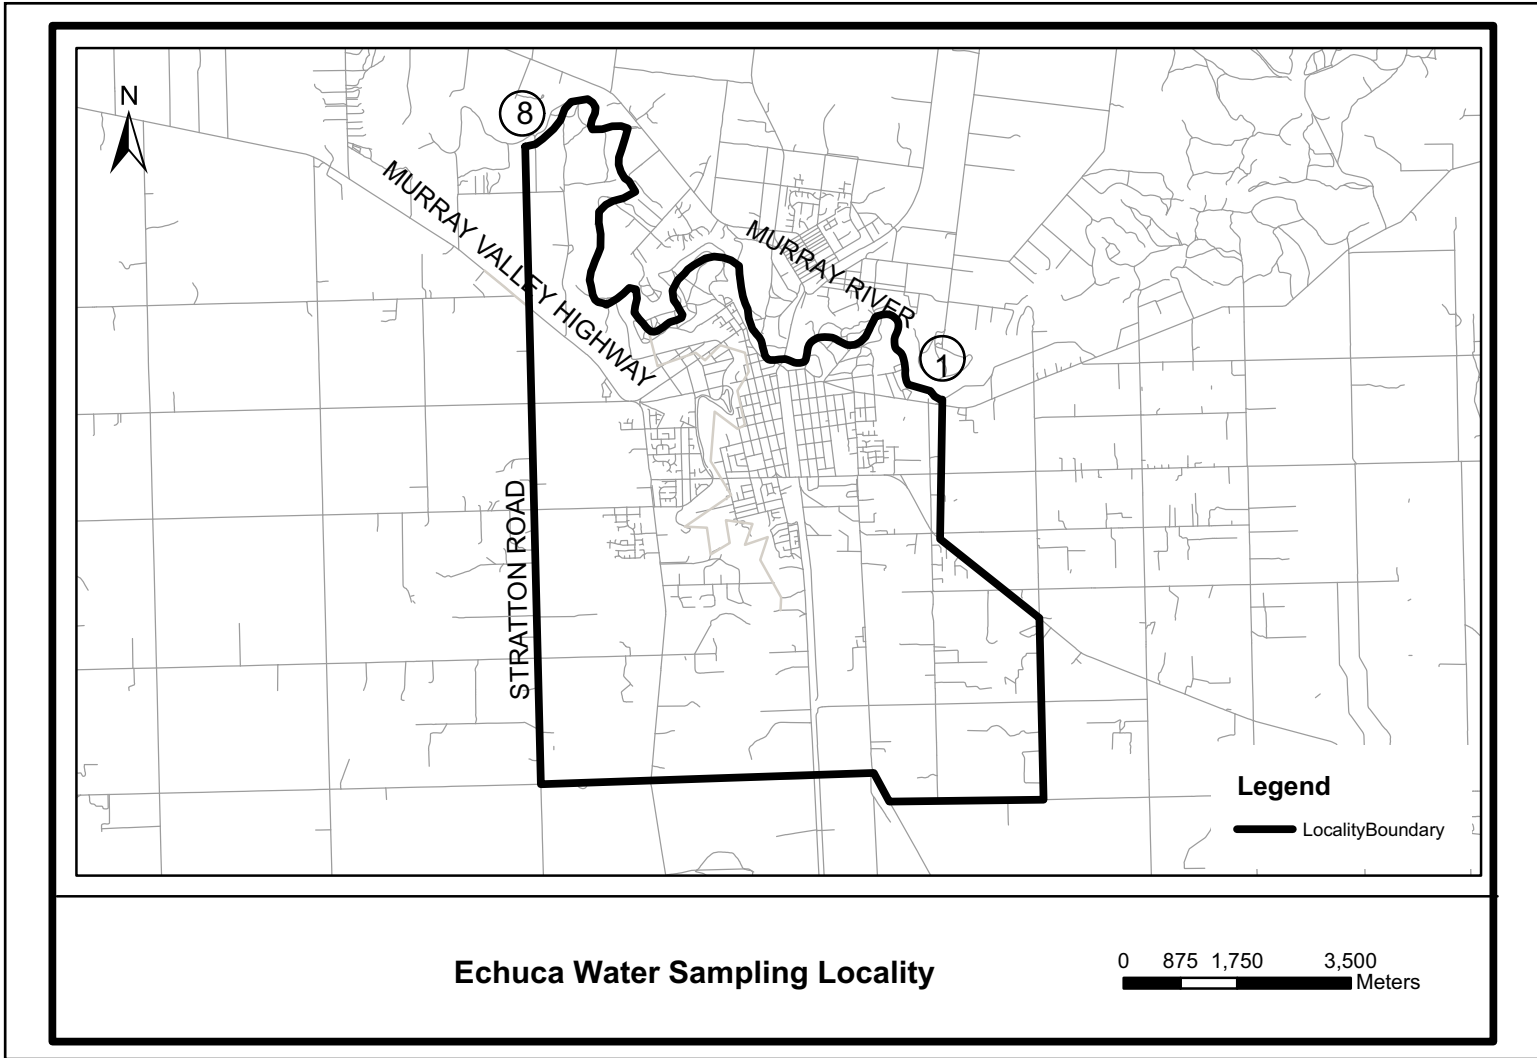 N
8
MURRAY VALLEY HIGHWAY
MURRAY RIVER
1
STRATTON ROAD
Legend
LocalityBoundary
Echuca Water Sampling Locality
0 875 1,750 3,500
Meters